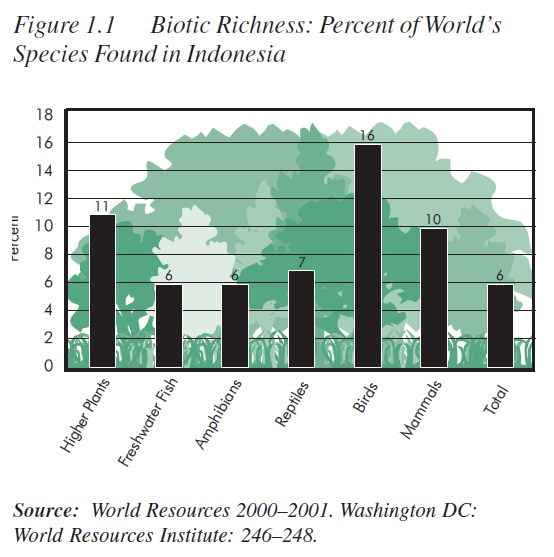 Figure 1.1 Biotic Richness: Percent of World's
Species Found in Indonesia
18
16
14
12
10
8
6
4
2
0
Percent
11
6
6
7
16
10
6
Higher Plants
Freshwater Fish
Amphibians
Reptiles
Birds
Mammals
Total
Source: World Resources 2000–2001. Washington DC:
World Resources Institute: 246–248.